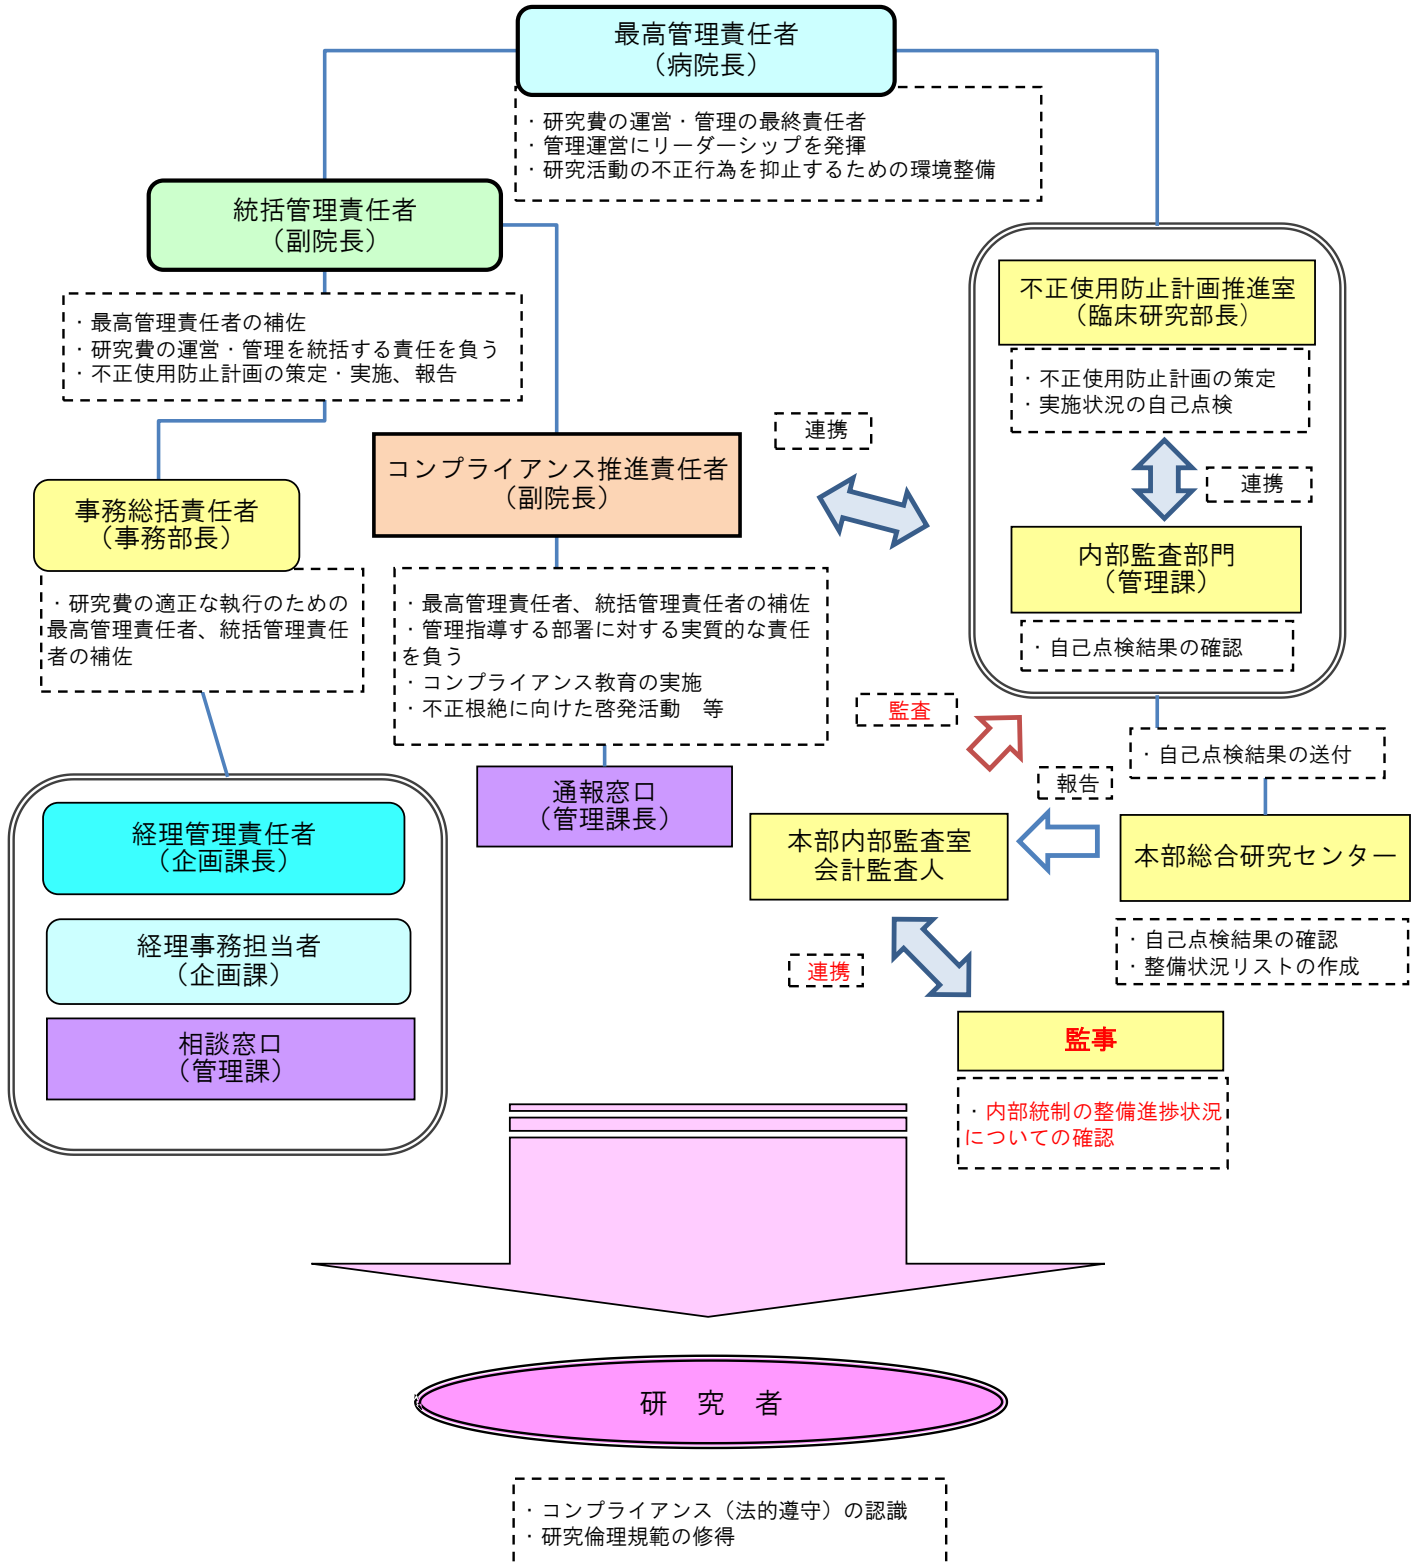 最高管理責任者
（病院長）
・研究費の運営・管理の最終責任者
・管理運営にリーダーシップを発揮
・研究活動の不正行為を抑止するための環境整備
統括管理責任者
（副院長）
・最高管理責任者の補佐
・研究費の運営・管理を統括する責任を負う
・不正使用防止計画の策定・実施、報告
不正使用防止計画推進室
（臨床研究部長）
・不正使用防止計画の策定
・実施状況の自己点検
連携
連携
コンプライアンス推進責任者
（副院長）
事務総括責任者
（事務部長）
内部監査部門
（管理課）
・自己点検結果の確認
・研究費の適正な執行のための
最高管理責任者、統括管理責任
者の補佐
・最高管理責任者、統括管理責任者の補佐
・管理指導する部署に対する実質的な責任
を負う
・コンプライアンス教育の実施
・不正根絶に向けた啓発活動　等
監査
・自己点検結果の送付
報告
通報窓口
（管理課長）
経理管理責任者
（企画課長）
本部内部監査室
会計監査人
本部総合研究センター
・自己点検結果の確認
・整備状況リストの作成
経理事務担当者
（企画課）
連携
相談窓口
（管理課）
監事
・内部統制の整備進捗状況
についての確認
研　究　者
・コンプライアンス（法的遵守）の認識
・研究倫理規範の修得